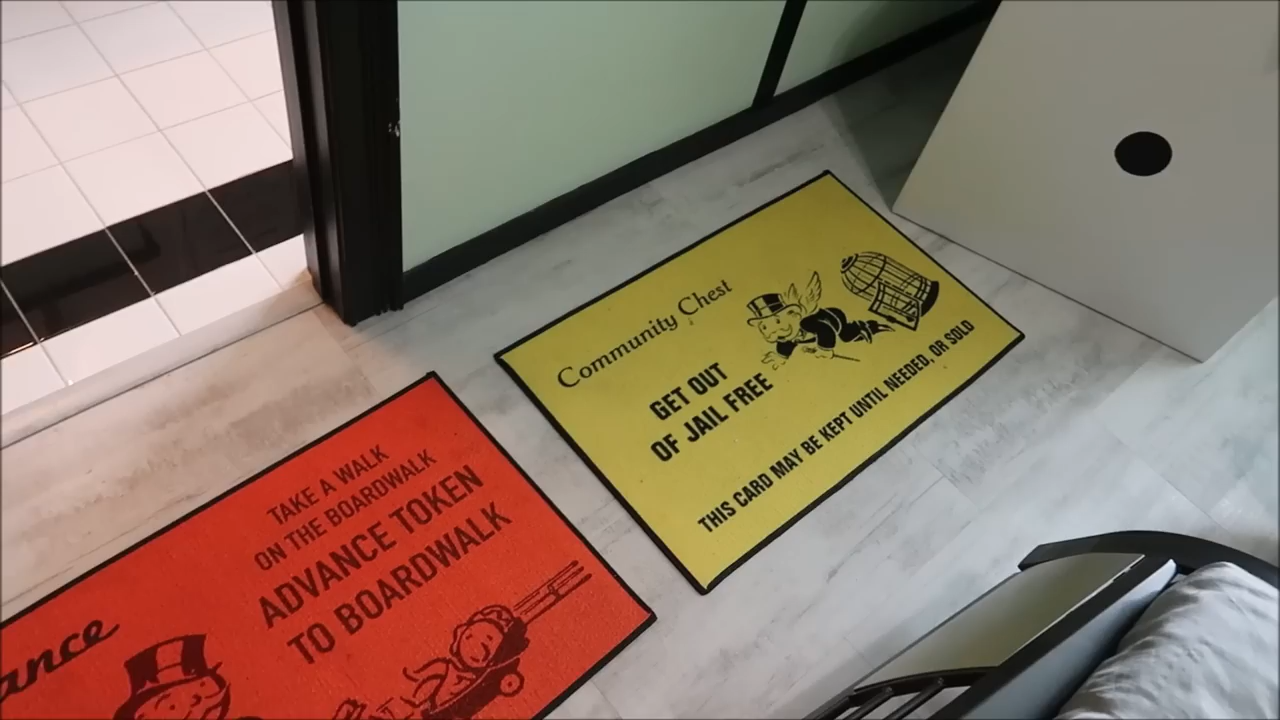 Community Chest
GET OUT
OF JAIL FREE
THIS CARD MAY BE KEPT UNTIL NEEDED, OR SOLD
TAKE A WALK
ON THE BOARDWALK
ADVANCE TOKEN
TO BOARDWALK
ance